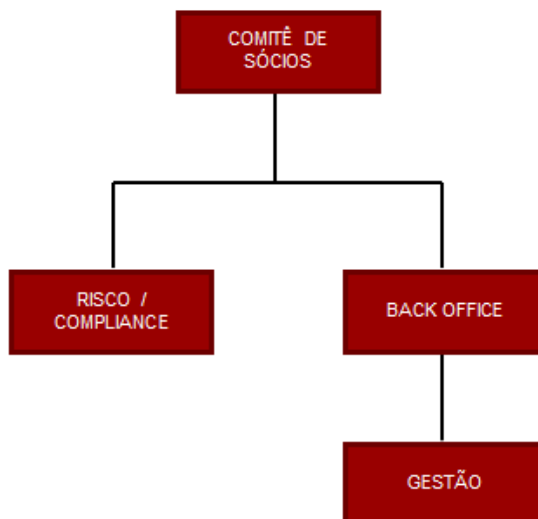 COMITÊ DE
SÓCIOS
RISCO /
COMPLIANCE
BACK OFFICE
GESTÃO